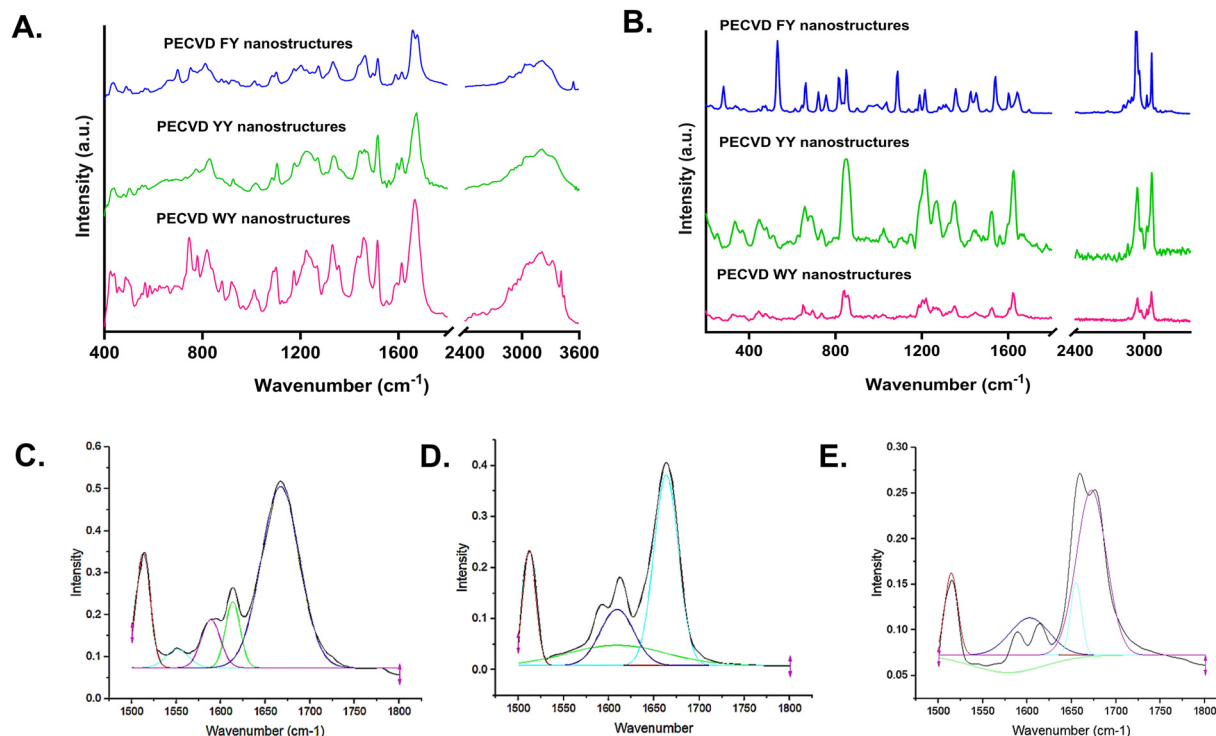 A.
PECVD FY nanostructures
PECVD YY nanostructures
PECVD WY nanostructures
Intensity (a.u.)
400 800 1200 1600 2400 3000 3600
Wavenumber (cm-1)
B.
PECVD FY nanostructures
PECVD YY nanostructures
PECVD WY nanostructures
Intensity (a.u.)
400 800 1200 1600 2400 3000
Wavenumber (cm-1)
C.
0.6
0.5
0.4
0.3
0.2
0.1
0.0
Intensity
1500 1550 1600 1650 1700 1750 1800
Wavenumber (cm-1)
D.
0.4
0.3
0.2
0.1
0.0
Intensity
1500 1550 1600 1650 1700 1750 1800
Wavenumber
E.
0.30
0.25
0.20
0.15
0.10
0.05
Intensity
1500 1550 1600 1650 1700 1750 1800
Wavenumber (cm-1)